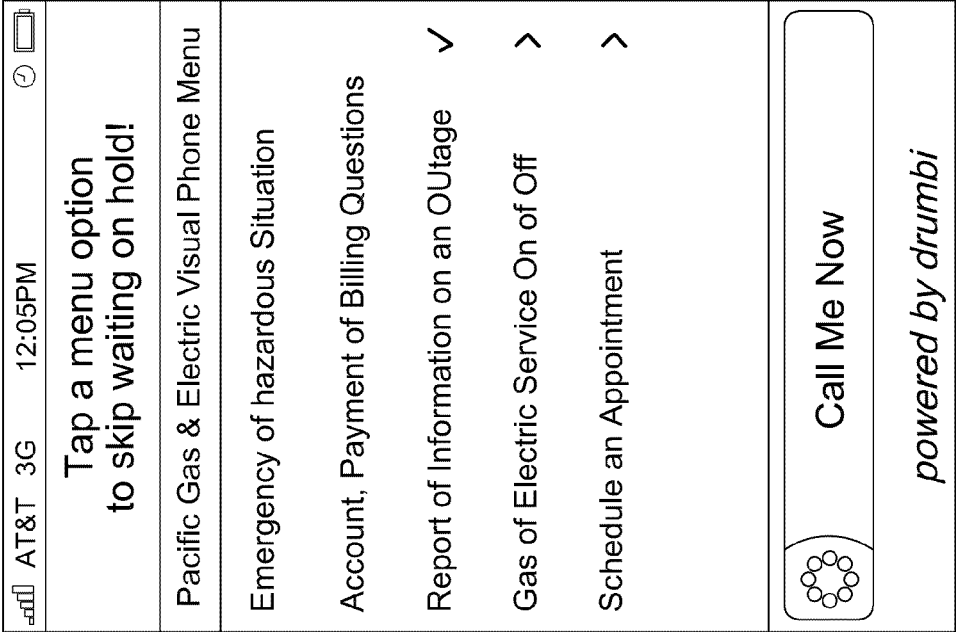 AT&T 3G 12:05PM
Tap a menu option
to skip waiting on hold!
Pacific Gas & Electric Visual Phone Menu
Emergency of hazardous Situation
Account, Payment of Billing Questions
Report of Information on an OUtage
Gas of Electric Service On of Off
Schedule an Appointment
Call Me Now
powered by drumbi